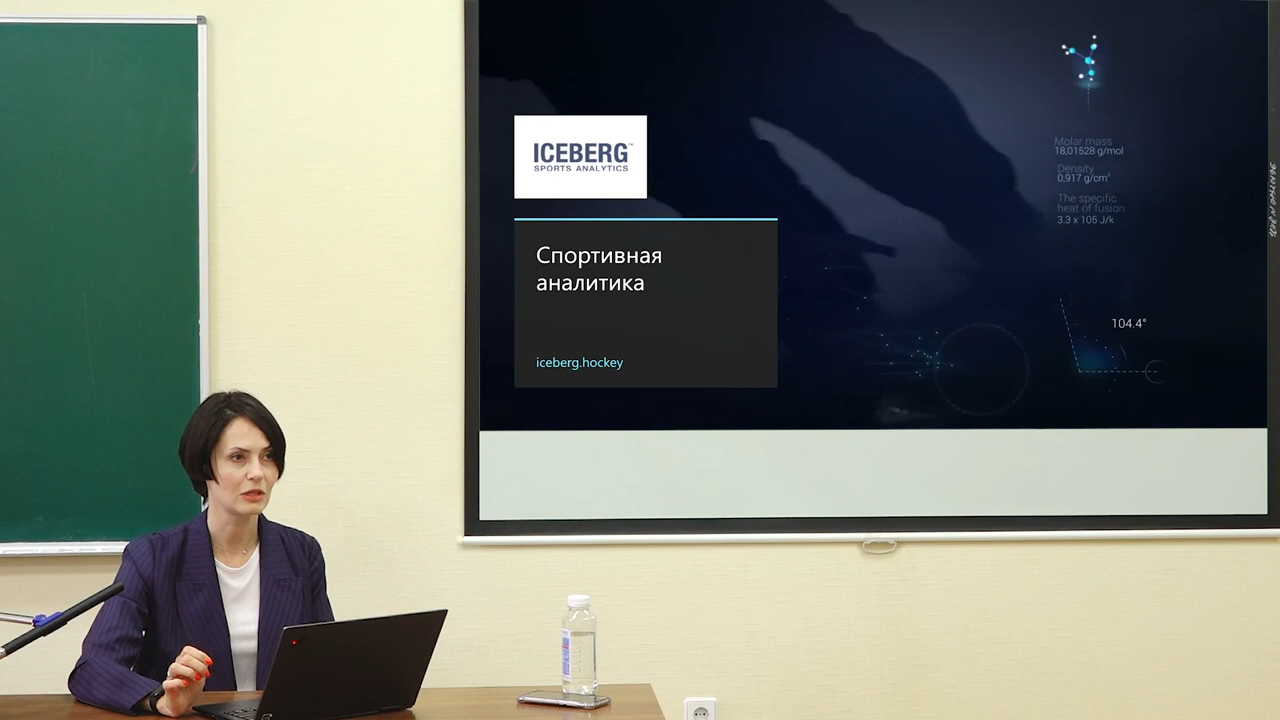 ICEBERG™
SPORTS ANALYTICS
Спортивная
аналитика
iceberg.hockey
Molar mass
18,01528 g/mol
Density
0,917 g/cm³
The specific
heat of fusion
3.3 x 105 J/k
104.4°